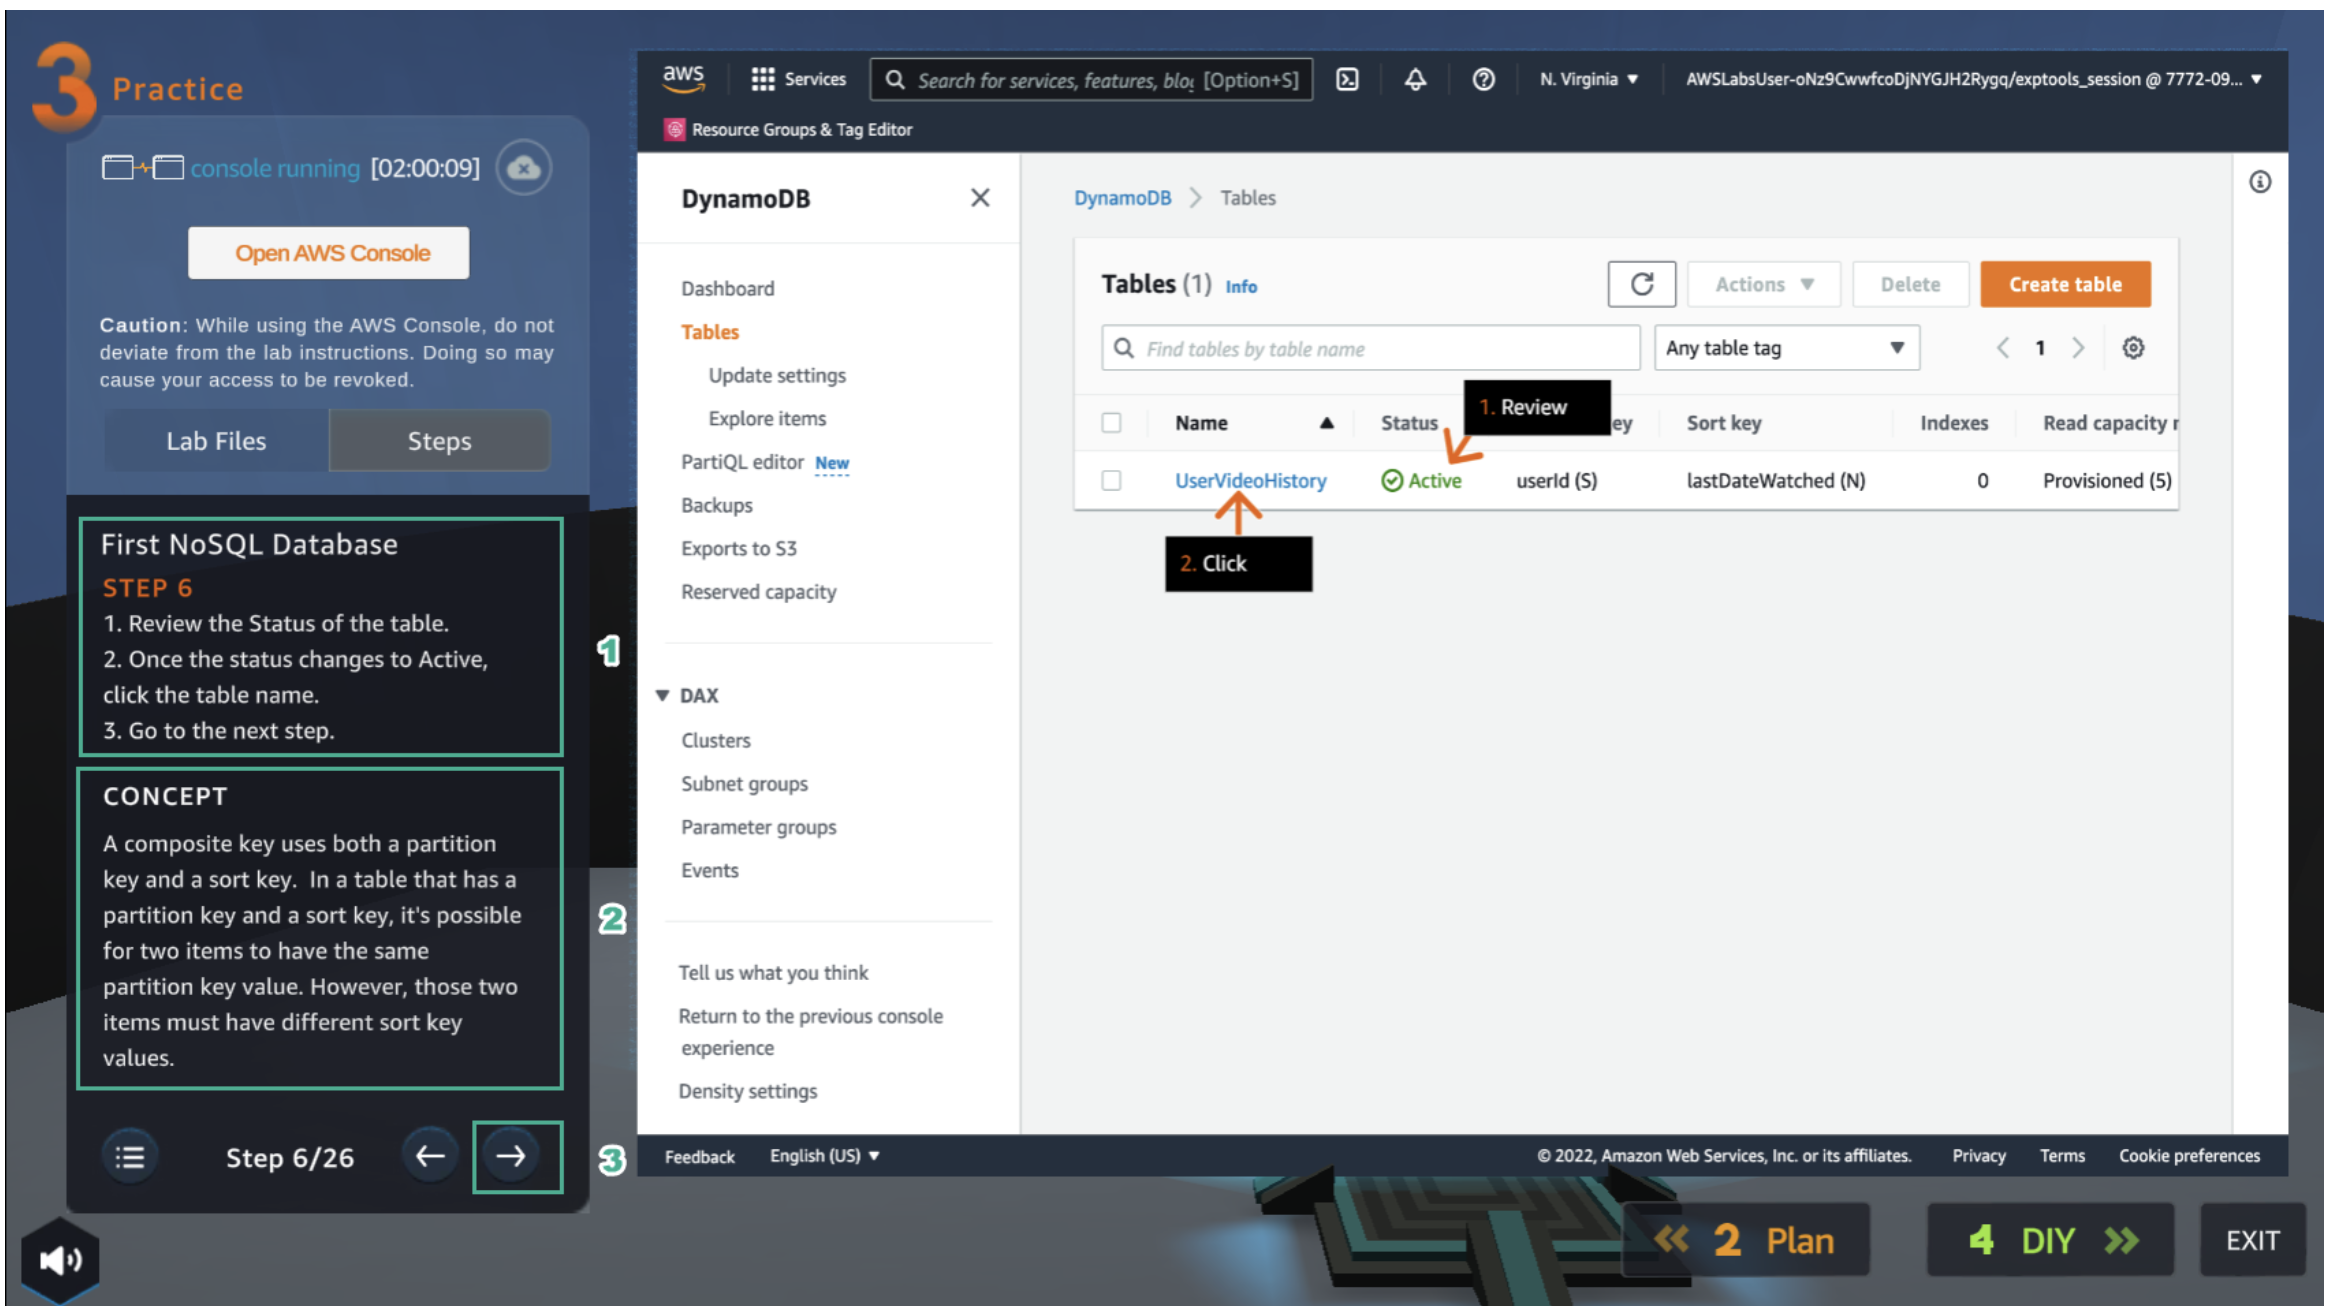 3 Practice
console running [02:00:09]
Open AWS Console
Caution: While using the AWS Console, do not
deviate from the lab instructions. Doing so may
cause your access to be revoked.
Lab Files
Steps
First NoSQL Database
STEP 6
1. Review the Status of the table.
2. Once the status changes to Active,
click the table name.
3. Go to the next step.
1
CONCEPT
A composite key uses both a partition
key and a sort key. In a table that has a
partition key and a sort key, it's possible
for two items to have the same
partition key value. However, those two
items must have different sort key
values.
2
Step 6/26
3
aws
Services
Search for services, features, blog [Option+S]
N. Virginia
AWSLabsUser-oNz9CwwfcoDjNYGJH2Rygq/exptools_session @ 7772-09...
Resource Groups & Tag Editor
DynamoDB
Dashboard
Tables
Update settings
Explore items
PartiQL editor New
Backups
Exports to S3
Reserved capacity
DAX
Clusters
Subnet groups
Parameter groups
Events
Tell us what you think
Return to the previous console
experience
Density settings
DynamoDB > Tables
Tables (1) Info
Actions
Delete
Create table
Find tables by table name
Any table tag
1
1. Review
Name
Status
ey
Sort key
Indexes
Read capacity
UserVideoHistory
Active
userId (S)
lastDateWatched (N)
0
Provisioned (5)
2. Click
Feedback
English (US)
© 2022, Amazon Web Services, Inc. or its affiliates.
Privacy
Terms
Cookie preferences
2 Plan
4 DIY
EXIT